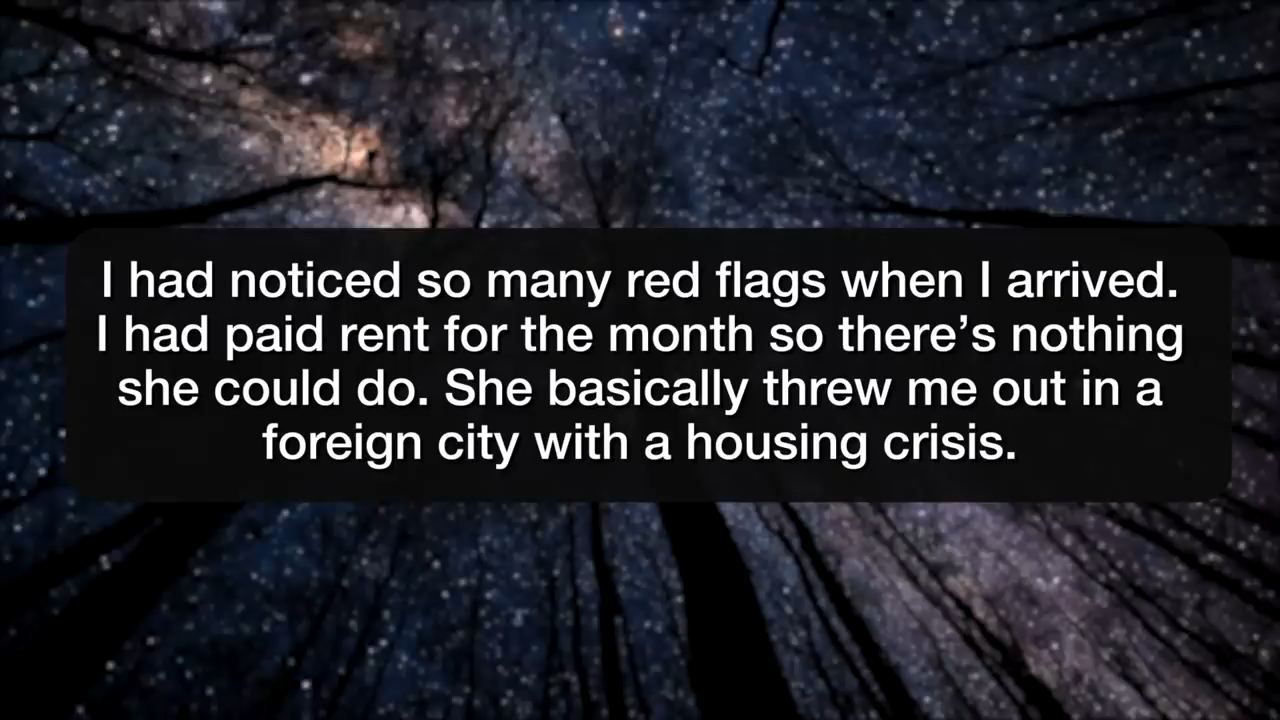 I had noticed so many red flags when I arrived.
I had paid rent for the month so there’s nothing
she could do. She basically threw me out in a
foreign city with a housing crisis.